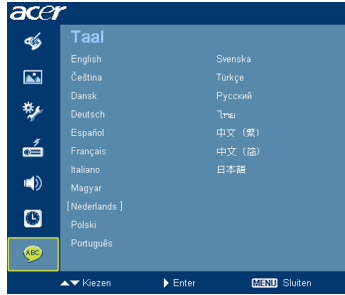 acer
Taal
English
Čeština
Dansk
Deutsch
Español
Français
Italiano
Magyar
[ Nederlands ]
Polski
Português
Svenska
Türkçe
Русский
ไทย
中文 (繁)
中文 (简)
日本語
ABC
▲▼ Kiezen
▶ Enter
MENU Sluiten